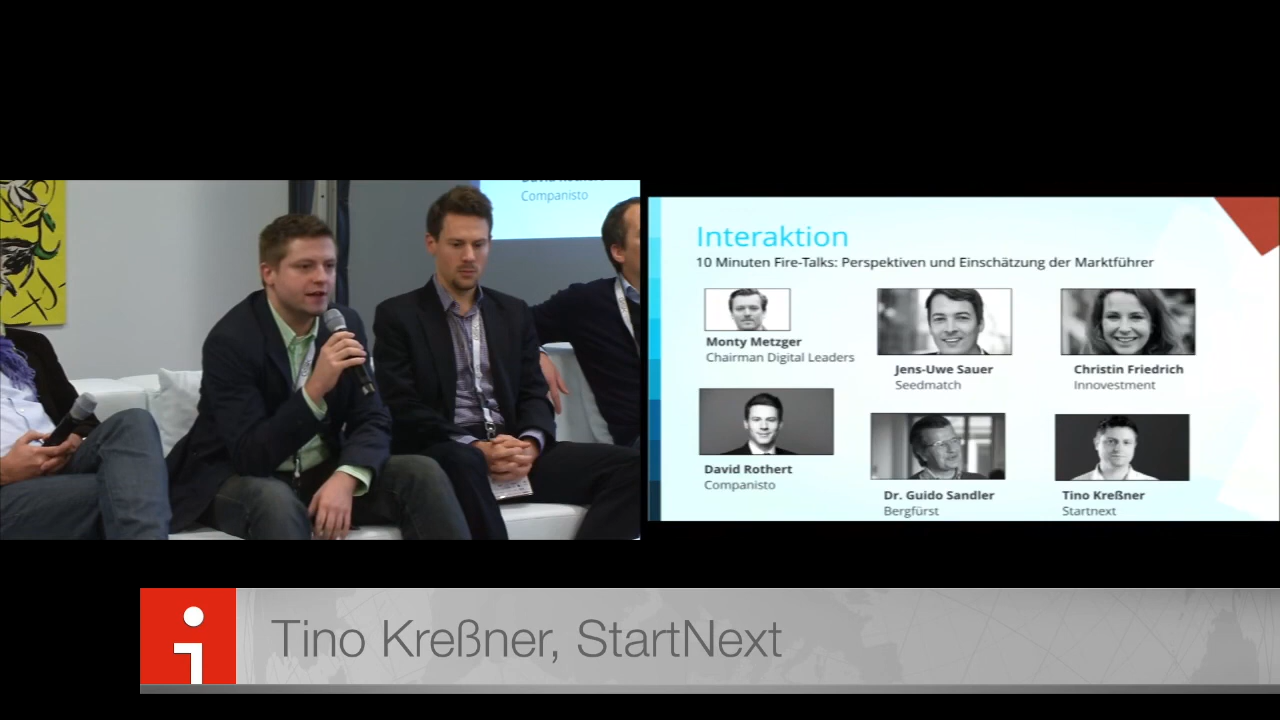 Companisto
Interaktion
10 Minuten Fire-Talks: Perspektiven und Einschätzung der Marktführer
Monty Metzger
Chairman Digital Leaders
Jens-Uwe Sauer
Seedmatch
Christin Friedrich
Innovestment
David Rothert
Companisto
Dr. Guido Sandler
Bergfürst
Tino Kreßner
Startnext
i
Tino Kreßner, StartNext